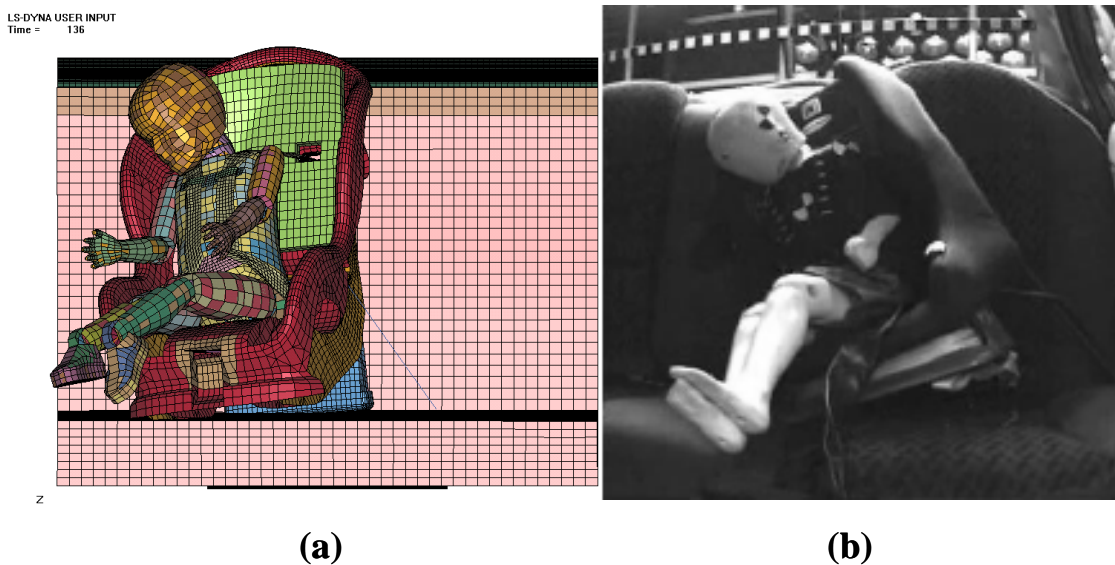 LS-DYNA USER INPUT
Time = 136
Z
(a)
(b)